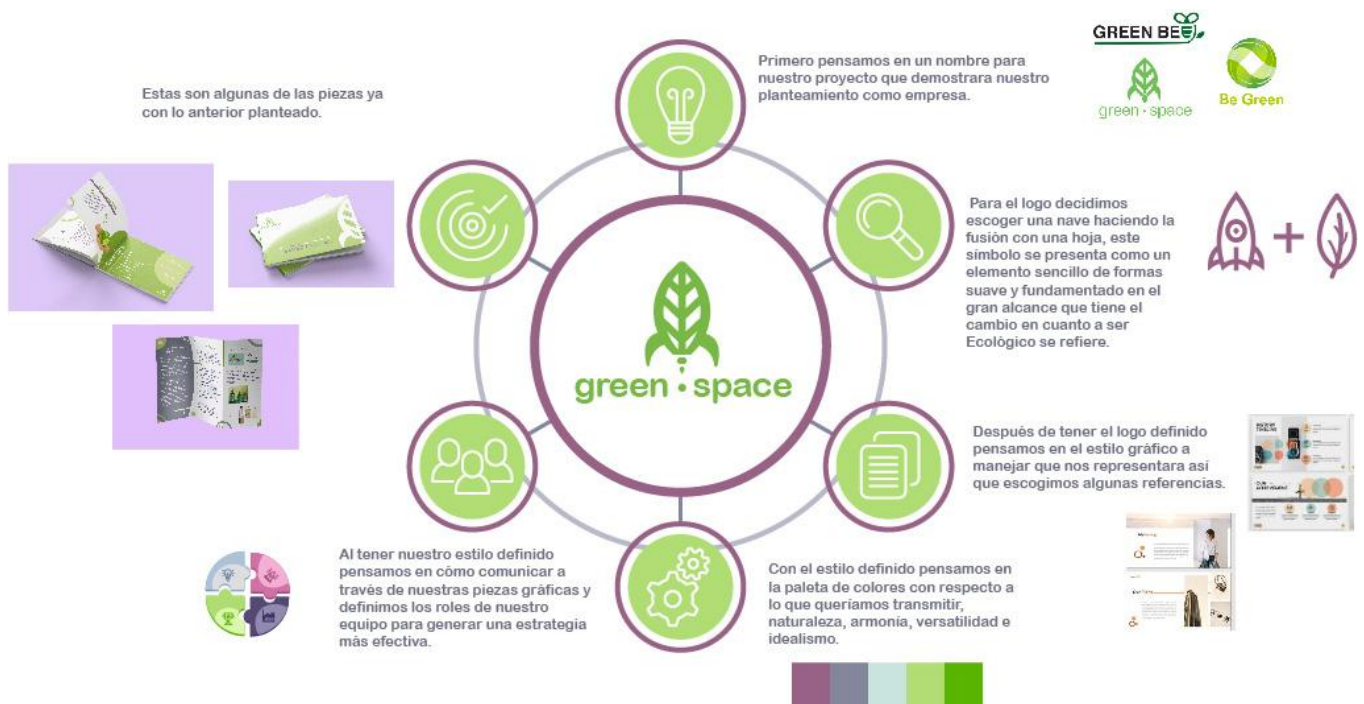 GREEN BEE
green·space
Be Green
Primero pensamos en un nombre para
nuestro proyecto que demostrara nuestro
planteamiento como empresa.
Para el logo decidimos
escoger una nave haciendo la
fusión con una hoja, este
símbolo se presenta como un
elemento sencillo de formas
suave y fundamentado en el
gran alcance que tiene el
cambio en cuanto a ser
Ecológico se refiere.
Después de tener el logo definido
pensamos en el estilo gráfico a
manejar que nos representara así
que escogimos algunas referencias.
Con el estilo definido pensamos en
la paleta de colores con respecto a
lo que queríamos transmitir,
naturaleza, armonía, versatilidad e
idealismo.
Al tener nuestro estilo definido
pensamos en cómo comunicar a
través de nuestras piezas gráficas y
definimos los roles de nuestro
equipo para generar una estrategia
más efectiva.
Estas son algunas de las piezas ya
con lo anterior planteado.
green·space